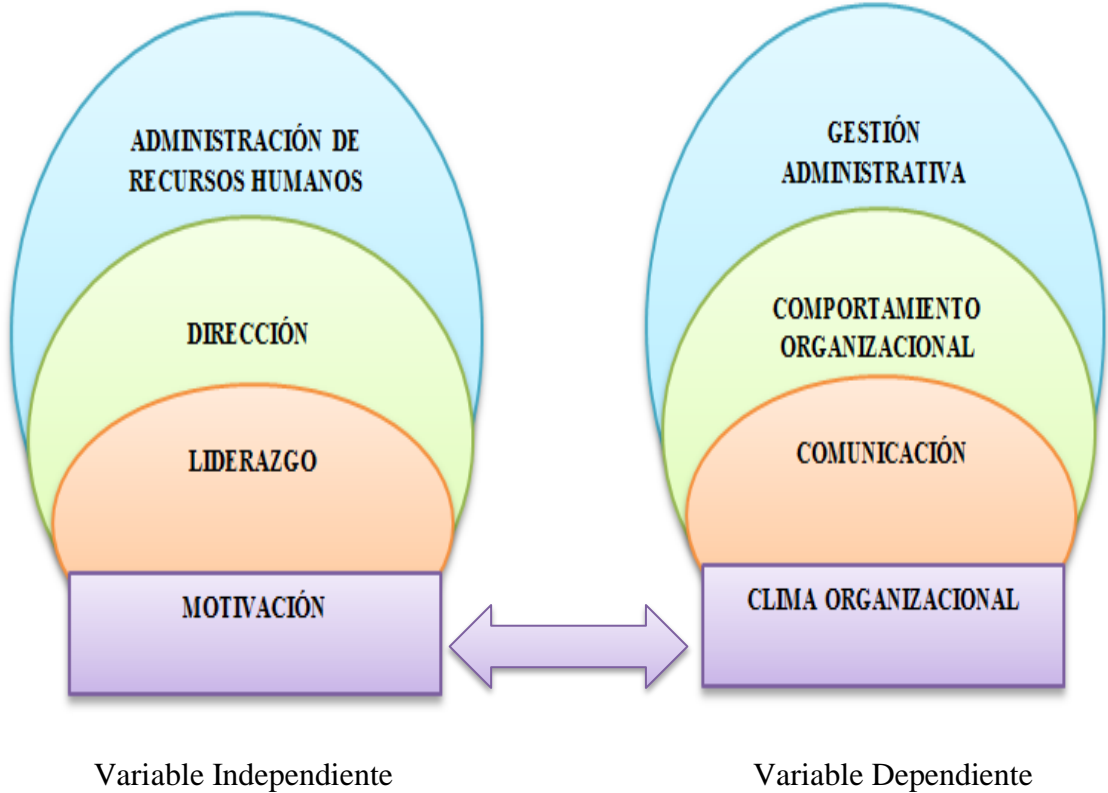 ADMINISTRACIÓN DE
RECURSOS HUMANOS
DIRECCIÓN
LIDERAZGO
MOTIVACIÓN
GESTIÓN
ADMINISTRATIVA
COMPORTAMIENTO
ORGANIZACIONAL
COMUNICACIÓN
CLIMA ORGANIZACIONAL
Variable Independiente
Variable Dependiente